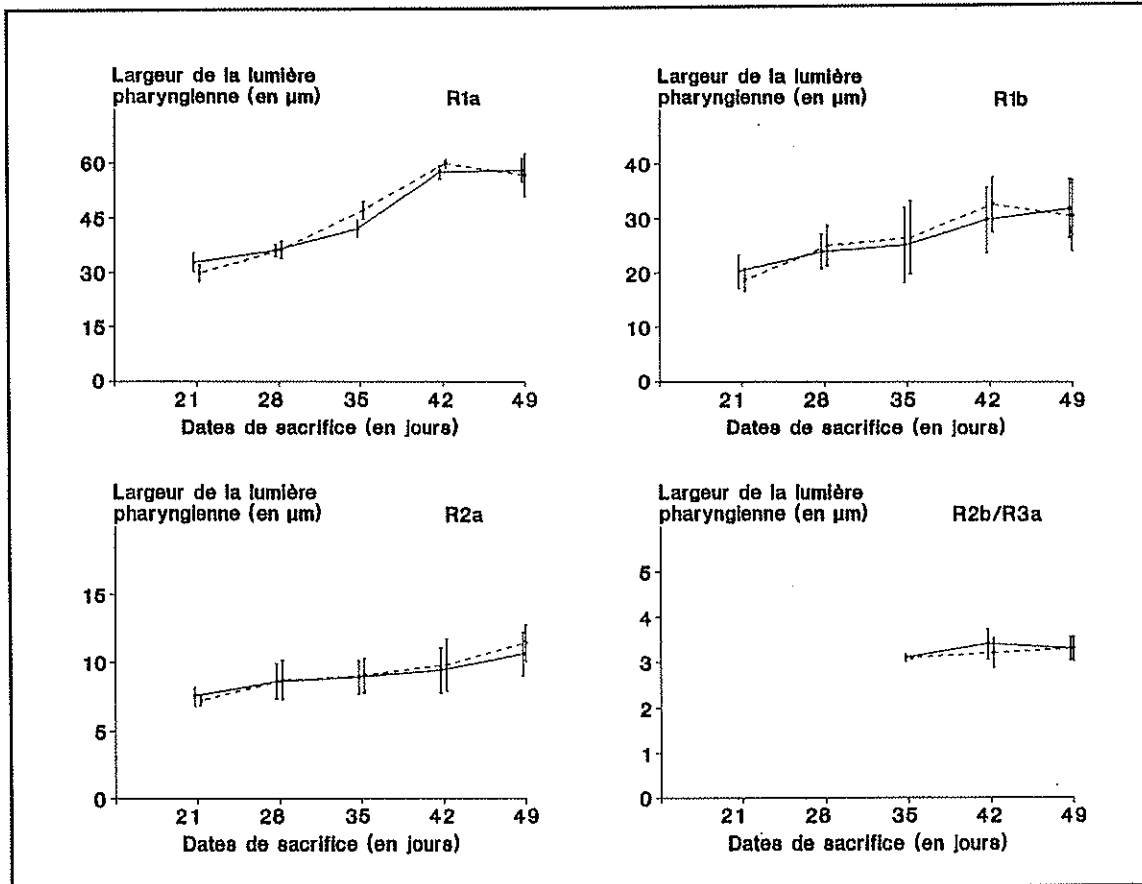 Largeur de la lumière
pharyngienne (en µm)
R1a
60
45
30
15
0
21 28 35 42 49
Dates de sacrifice (en jours)
Largeur de la lumière
pharyngienne (en µm)
R1b
40
30
20
10
0
21 28 35 42 49
Dates de sacrifice (en jours)
Largeur de la lumière
pharyngienne (en µm)
R2a
15
10
5
0
21 28 35 42 49
Dates de sacrifice (en jours)
Largeur de la lumière
pharyngienne (en µm)
R2b/R3a
5
4
3
2
1
0
21 28 35 42 49
Dates de sacrifice (en jours)